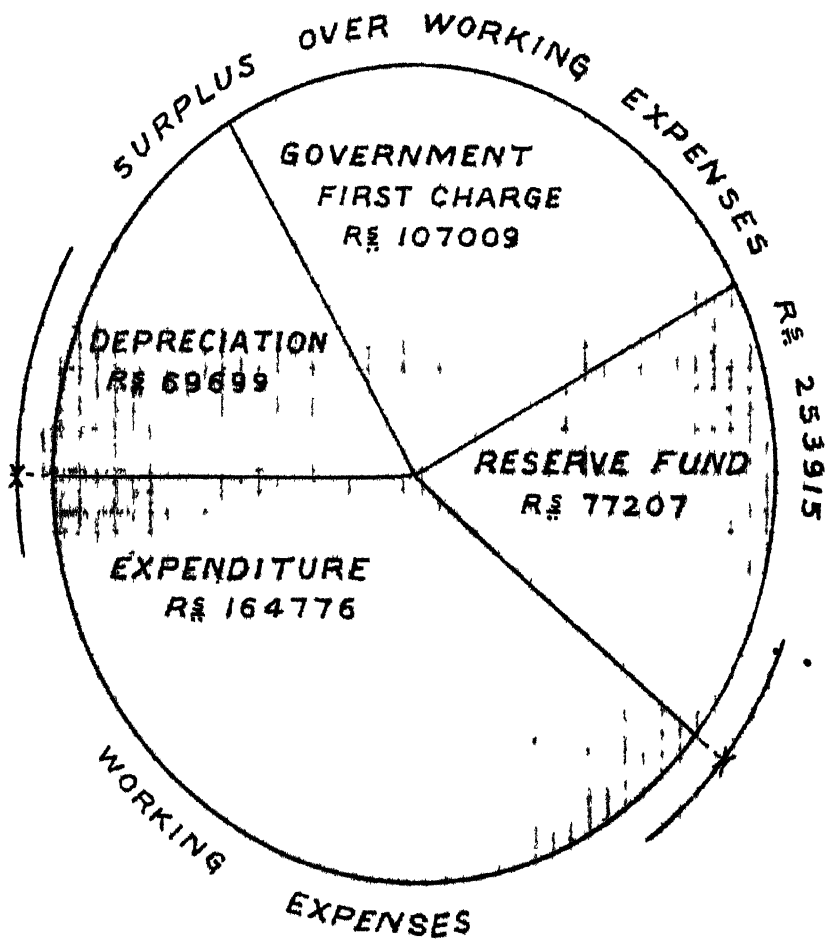 SURPLUS OVER WORKING EXPENSES Rs 253915
GOVERNMENT
FIRST CHARGE
Rs 107009
DEPRECIATION
Rs 69699
RESERVE FUND
Rs 77207
EXPENDITURE
Rs 164776
WORKING EXPENSES